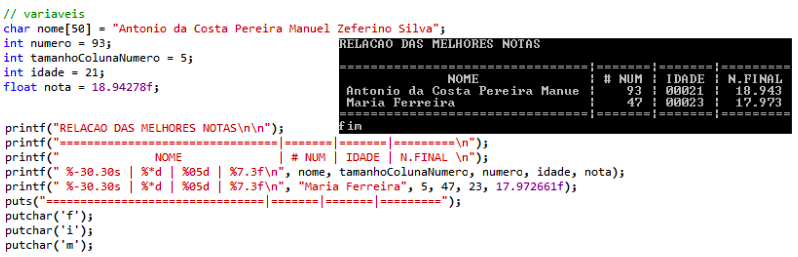 // variaveis
char nome[50] = "Antonio da Costa Pereira Manuel Zeferino Silva";
int numero = 93;
int tamanhoColunaNumero = 5;
int idade = 21;
float nota = 18.94278f;
RELACAO DAS MELHORES NOTAS
===============================¦=======¦=======¦=========
NOME ¦ # NUM ¦ IDADE ¦ N.FINAL
Antonio da Costa Pereira Manue ¦ 93 ¦ 00021 ¦ 18.943
Maria Ferreira ¦ 47 ¦ 00023 ¦ 17.973
===============================¦=======¦=======¦=========
fim
printf("RELACAO DAS MELHORES NOTAS\n\n");
printf("===============================|=======|=======|=========\n");
printf(" NOME | # NUM | IDADE | N.FINAL \n");
printf(" %-30.30s | %*d | %05d | %7.3f\n", nome, tamanhoColunaNumero, numero, idade, nota);
printf(" %-30.30s | %*d | %05d | %7.3f\n", "Maria Ferreira", 5, 47, 23, 17.972661f);
puts("===============================|=======|=======|=========");
putchar('f');
putchar('i');
putchar('m');